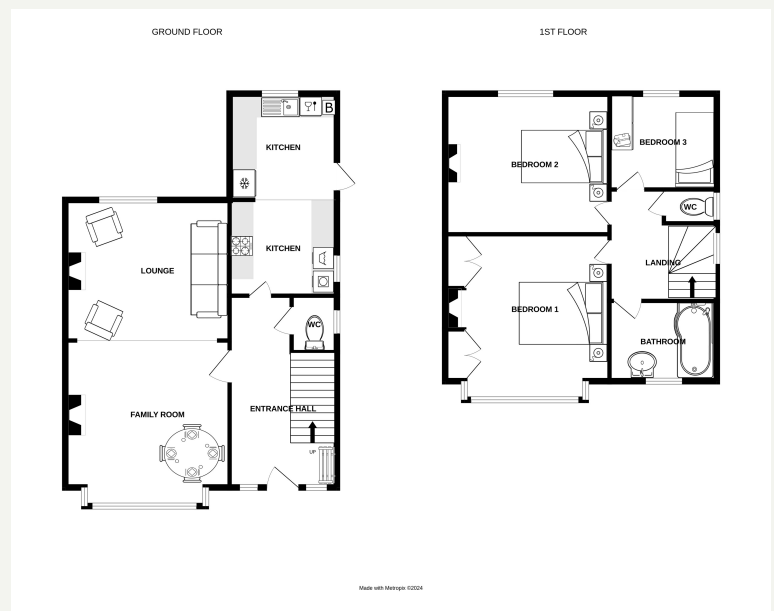 GROUND FLOOR
1ST FLOOR
B
KITCHEN
KITCHEN
LOUNGE
WC
FAMILY ROOM
ENTRANCE HALL
UP
BEDROOM 2
BEDROOM 3
WC
LANDING
BEDROOM 1
BATHROOM
Made with Metropix ©2024